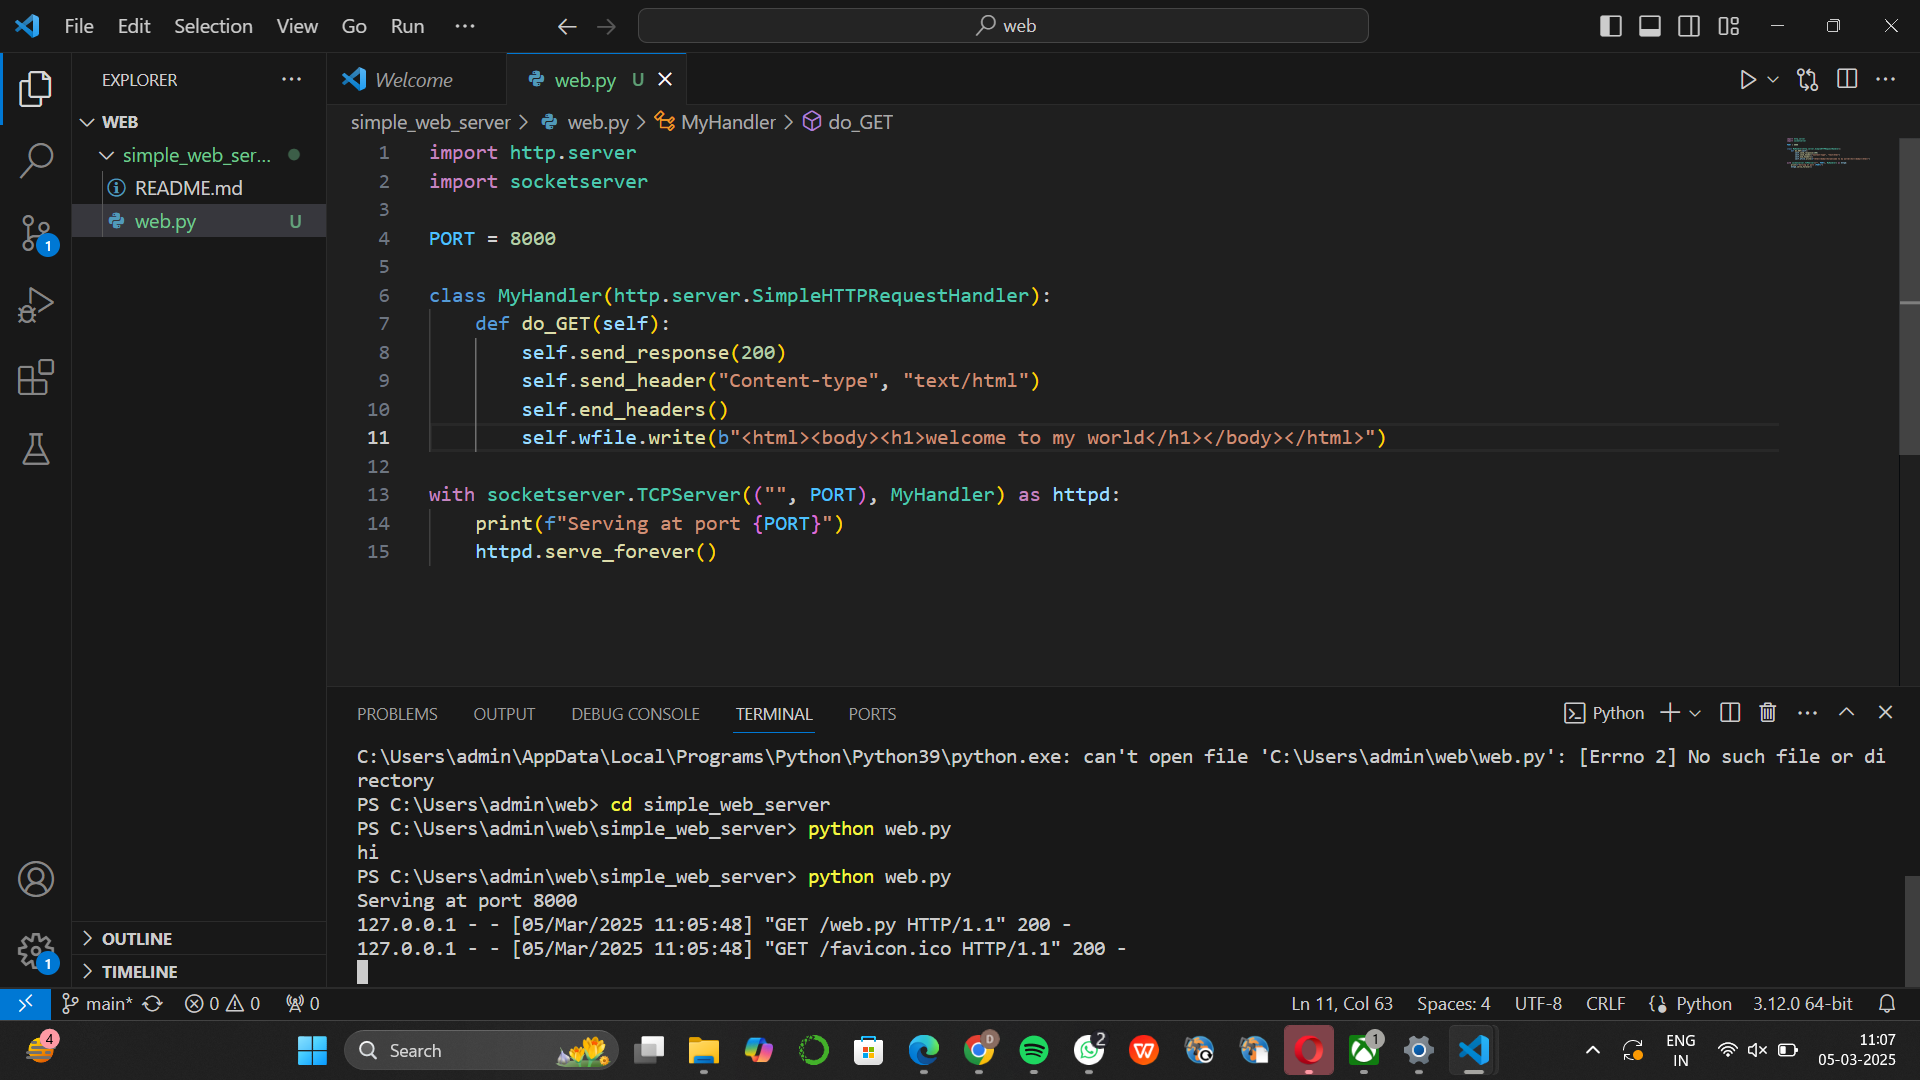 File Edit Selection View Go Run ···
web
EXPLORER ···
WEB
simple_web_ser...
README.md
web.py U
1
OUTLINE
TIMELINE
1
Welcome
web.py U
simple_web_server > web.py > MyHandler > do_GET
1 import http.server
2 import socketserver
3
4 PORT = 8000
5
6 class MyHandler(http.server.SimpleHTTPRequestHandler):
7 def do_GET(self):
8 self.send_response(200)
9 self.send_header("Content-type", "text/html")
10 self.end_headers()
11 self.wfile.write(b"<html><body><h1>welcome to my world</h1></body></html>")
12
13 with socketserver.TCPServer(("", PORT), MyHandler) as httpd:
14 print(f"Serving at port {PORT}")
15 httpd.serve_forever()
PROBLEMS OUTPUT DEBUG CONSOLE TERMINAL PORTS
Python
C:\Users\admin\AppData\Local\Programs\Python\Python39\python.exe: can't open file 'C:\Users\admin\web\web.py': [Errno 2] No such file or di
rectory
PS C:\Users\admin\web> cd simple_web_server
PS C:\Users\admin\web\simple_web_server> python web.py
hi
PS C:\Users\admin\web\simple_web_server> python web.py
Serving at port 8000
127.0.0.1 - - [05/Mar/2025 11:05:48] "GET /web.py HTTP/1.1" 200 -
127.0.0.1 - - [05/Mar/2025 11:05:48] "GET /favicon.ico HTTP/1.1" 200 -
main* 0 0 0 Ln 11, Col 63 Spaces: 4 UTF-8 CRLF Python 3.12.0 64-bit
4
Search
D
2
1
ENG
IN
11:07
05-03-2025